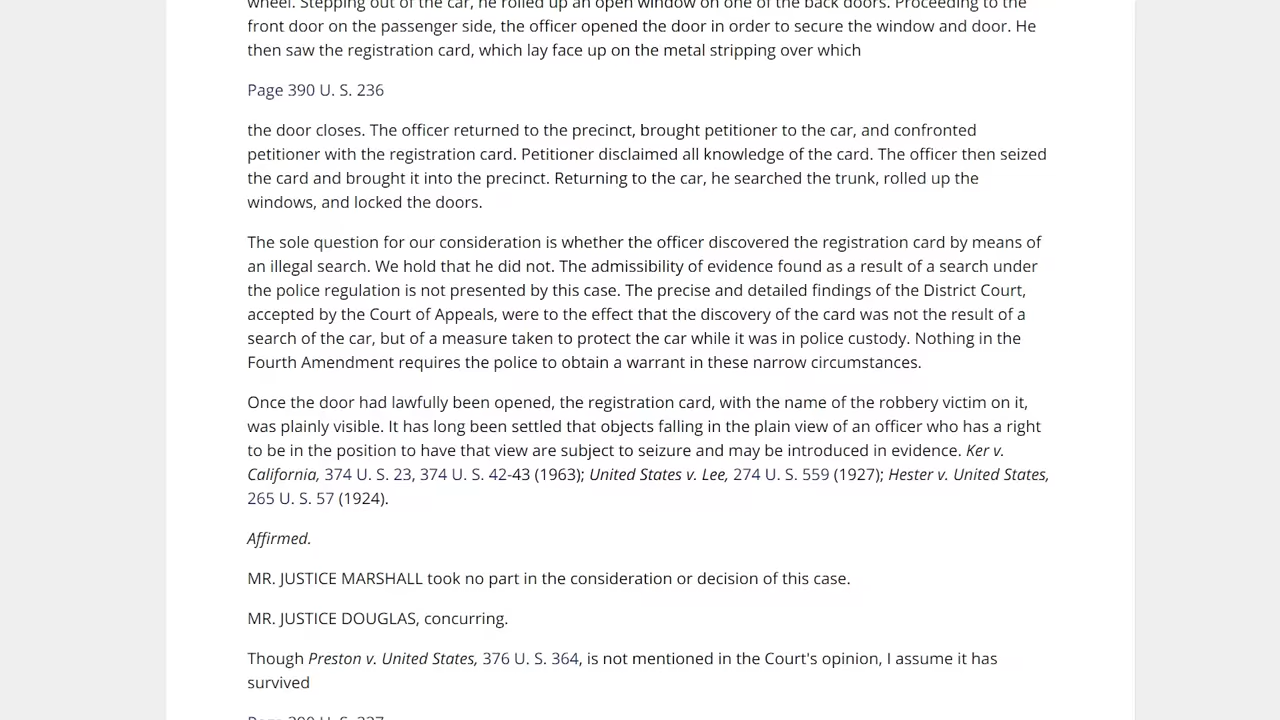 wheel. Stepping out of the car, he rolled up an open window on one of the back doors. Proceeding to the
front door on the passenger side, the officer opened the door in order to secure the window and door. He
then saw the registration card, which lay face up on the metal stripping over which
Page 390 U. S. 236
the door closes. The officer returned to the precinct, brought petitioner to the car, and confronted
petitioner with the registration card. Petitioner disclaimed all knowledge of the card. The officer then seized
the card and brought it into the precinct. Returning to the car, he searched the trunk, rolled up the
windows, and locked the doors.
The sole question for our consideration is whether the officer discovered the registration card by means of
an illegal search. We hold that he did not. The admissibility of evidence found as a result of a search under
the police regulation is not presented by this case. The precise and detailed findings of the District Court,
accepted by the Court of Appeals, were to the effect that the discovery of the card was not the result of a
search of the car, but of a measure taken to protect the car while it was in police custody. Nothing in the
Fourth Amendment requires the police to obtain a warrant in these narrow circumstances.
Once the door had lawfully been opened, the registration card, with the name of the robbery victim on it,
was plainly visible. It has long been settled that objects falling in the plain view of an officer who has a right
to be in the position to have that view are subject to seizure and may be introduced in evidence. Ker v.
California, 374 U. S. 23, 374 U. S. 42-43 (1963); United States v. Lee, 274 U. S. 559 (1927); Hester v. United States,
265 U. S. 57 (1924).
Affirmed.
MR. JUSTICE MARSHALL took no part in the consideration or decision of this case.
MR. JUSTICE DOUGLAS, concurring.
Though Preston v. United States, 376 U. S. 364, is not mentioned in the Court's opinion, I assume it has
survived
Page 390 U. S. 237